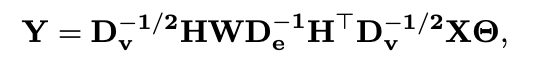 Y = D_v^{-1/2} H W D_e^{-1} H^⊤ D_v^{-1/2} X Θ,